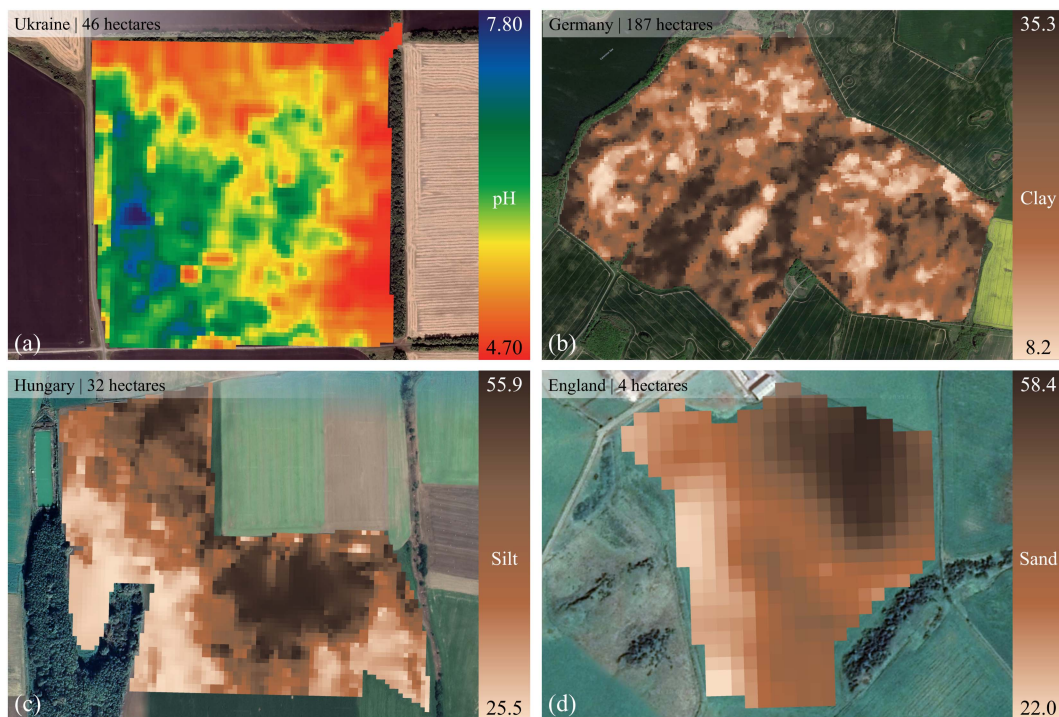 Ukraine | 46 hectares
7.80
pH
4.70
(a)
Germany | 187 hectares
35.3
Clay
8.2
(b)
Hungary | 32 hectares
55.9
Silt
25.5
(c)
England | 4 hectares
58.4
Sand
22.0
(d)